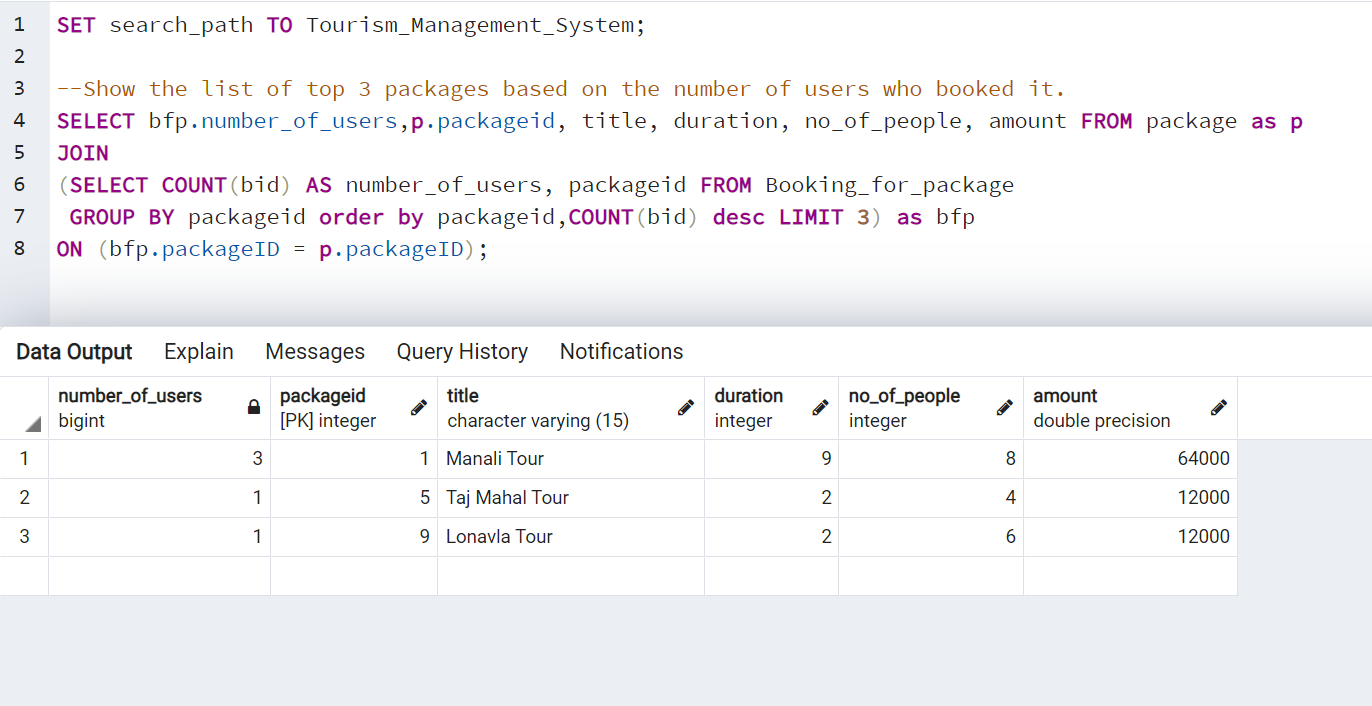 1 SET search_path TO Tourism_Management_System;
2
3 --Show the list of top 3 packages based on the number of users who booked it.
4 SELECT bfp.number_of_users,p.packageid, title, duration, no_of_people, amount FROM package as p
5 JOIN
6 (SELECT COUNT(bid) AS number_of_users, packageid FROM Booking_for_package
7  GROUP BY packageid order by packageid,COUNT(bid) desc LIMIT 3) as bfp
8 ON (bfp.packageID = p.packageID);
Data Output Explain Messages Query History Notifications
number_of_users packageid title duration no_of_people amount
bigint [PK] integer character varying (15) integer integer double precision
1 3 1 Manali Tour 9 8 64000
2 1 5 Taj Mahal Tour 2 4 12000
3 1 9 Lonavla Tour 2 6 12000